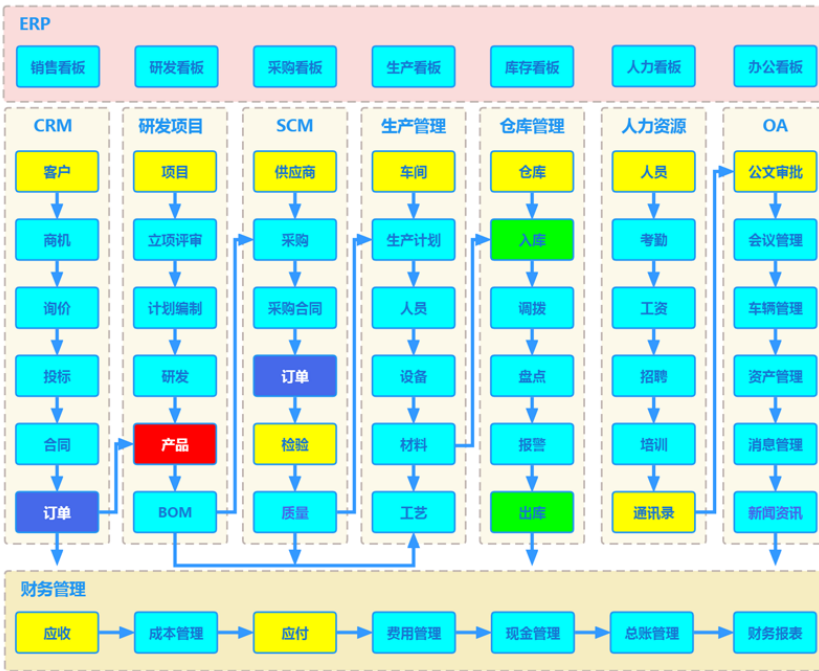 ERP
销售看板
研发看板
采购看板
生产看板
库存看板
人力看板
办公看板
CRM
客户
商机
询价
投标
合同
订单
研发项目
项目
立项评审
计划编制
研发
产品
BOM
SCM
供应商
采购
采购合同
订单
检验
质量
生产管理
车间
生产计划
人员
设备
材料
工艺
仓库管理
仓库
入库
调拨
盘点
报警
出库
人力资源
人员
考勤
工资
招聘
培训
通讯录
OA
公文审批
会议管理
车辆管理
资产管理
消息管理
新闻资讯
财务管理
应收
成本管理
应付
费用管理
现金管理
总账管理
财务报表